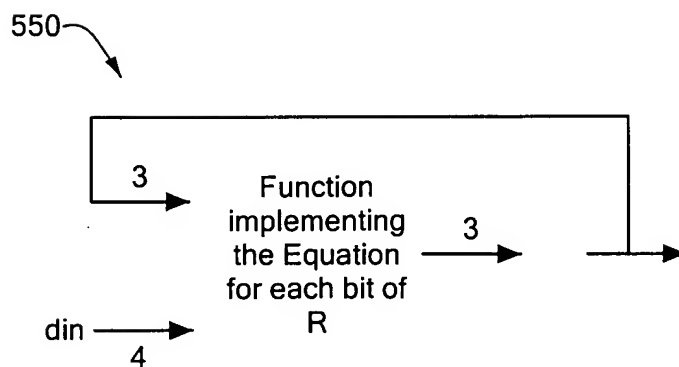 550
3
Function
implementing
the Equation
for each bit of
R
3
din
4